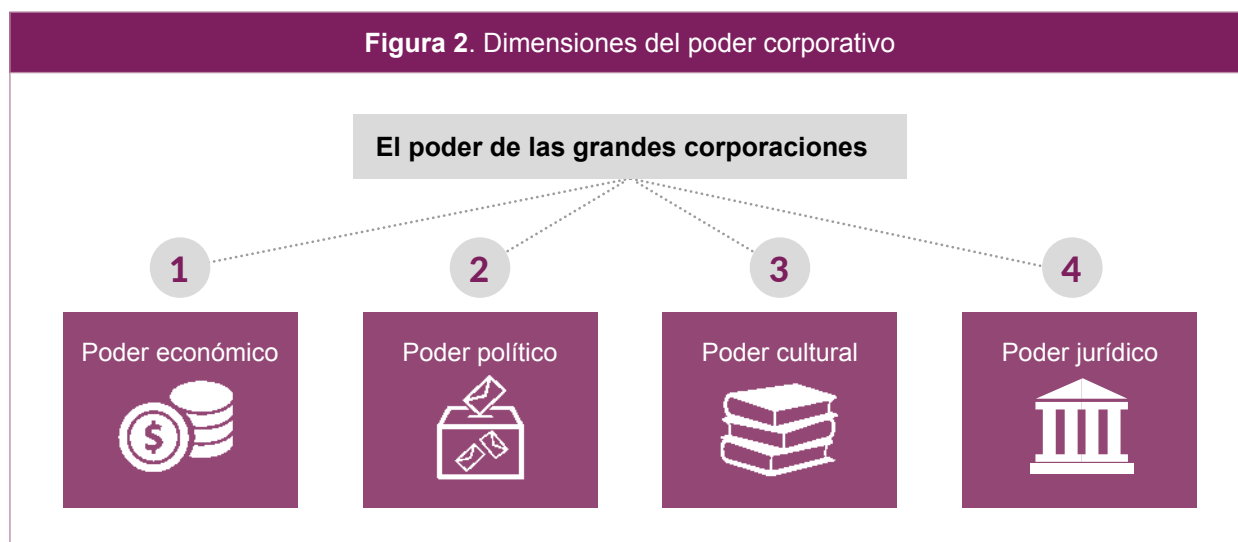 Figura 2. Dimensiones del poder corporativo
El poder de las grandes corporaciones
1
2
3
4
Poder económico
Poder político
Poder cultural
Poder jurídico
$